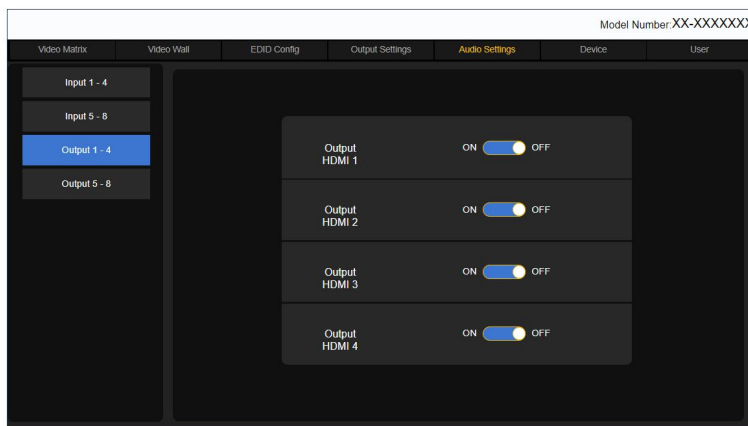 Model Number:XX-XXXXXXX
Video Matrix Video Wall EDID Config Output Settings Audio Settings Device User
Input 1 - 4
Input 5 - 8
Output 1 - 4
Output 5 - 8
Output
HDMI 1
ON OFF
Output
HDMI 2
ON OFF
Output
HDMI 3
ON OFF
Output
HDMI 4
ON OFF